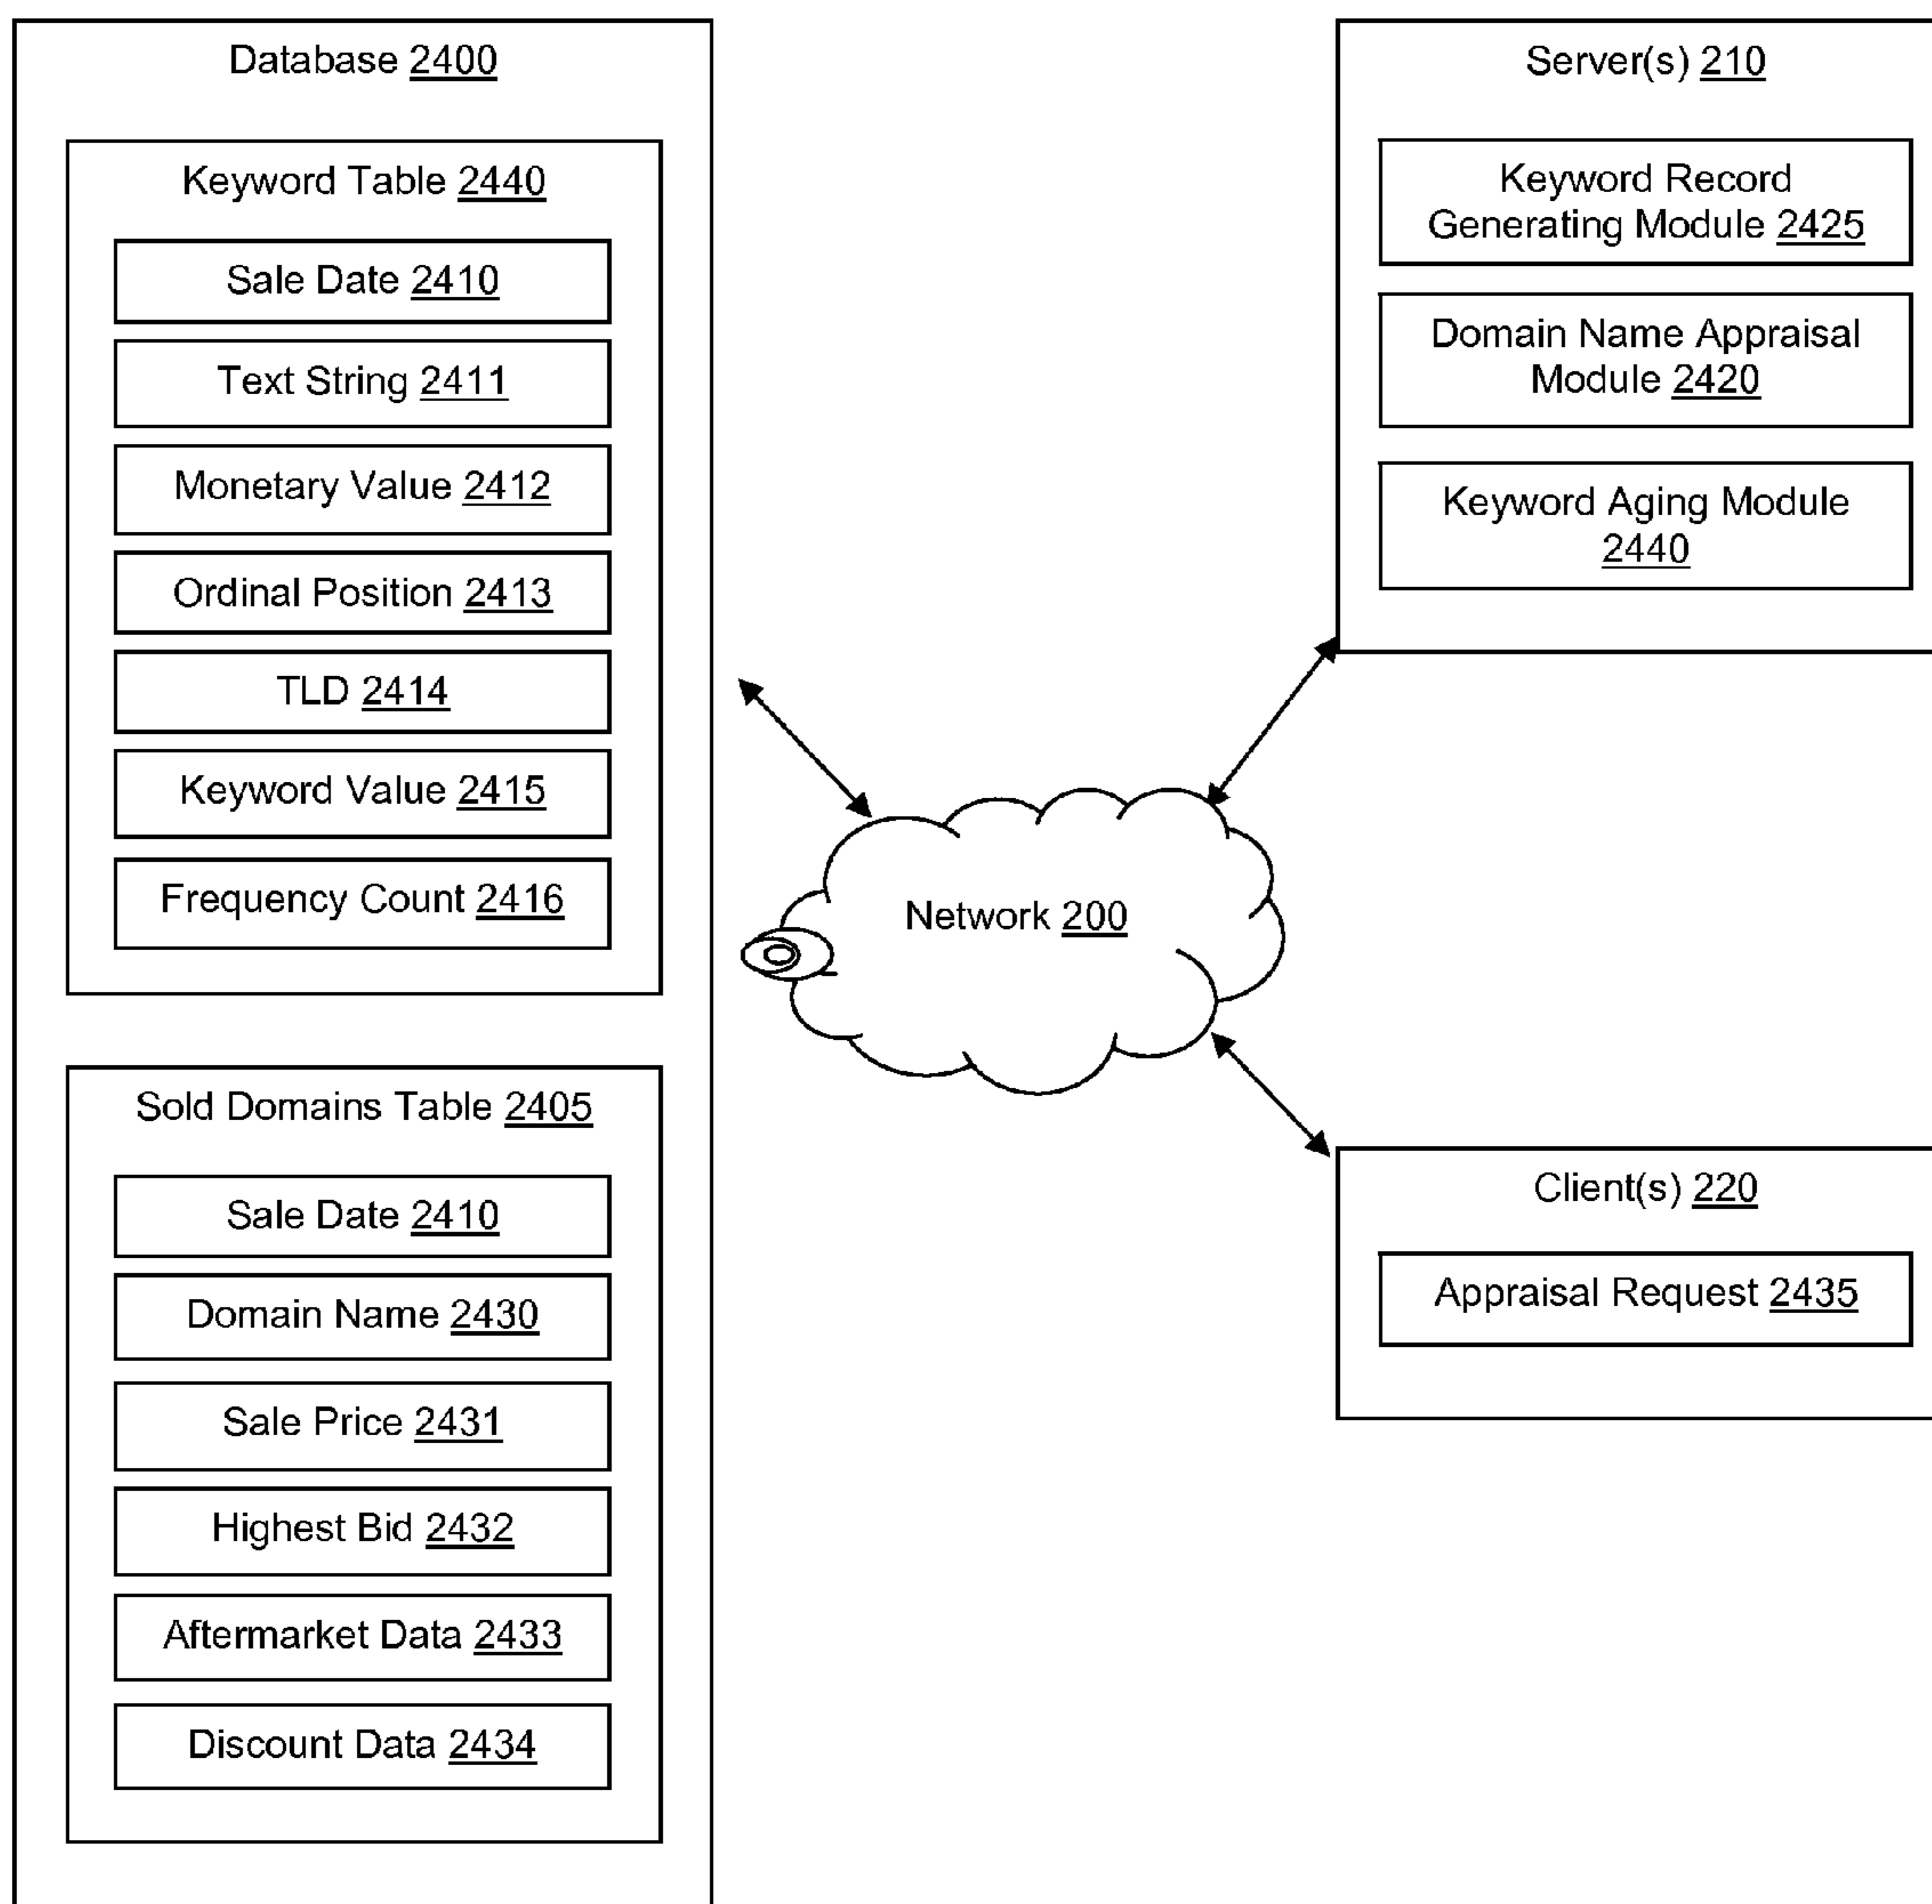 Database 2400
Keyword Table 2440
Sale Date 2410
Text String 2411
Monetary Value 2412
Ordinal Position 2413
TLD 2414
Keyword Value 2415
Frequency Count 2416
Sold Domains Table 2405
Sale Date 2410
Domain Name 2430
Sale Price 2431
Highest Bid 2432
Aftermarket Data 2433
Discount Data 2434
Network 200
Server(s) 210
Keyword Record
Generating Module 2425
Domain Name Appraisal
Module 2420
Keyword Aging Module
2440
Client(s) 220
Appraisal Request 2435